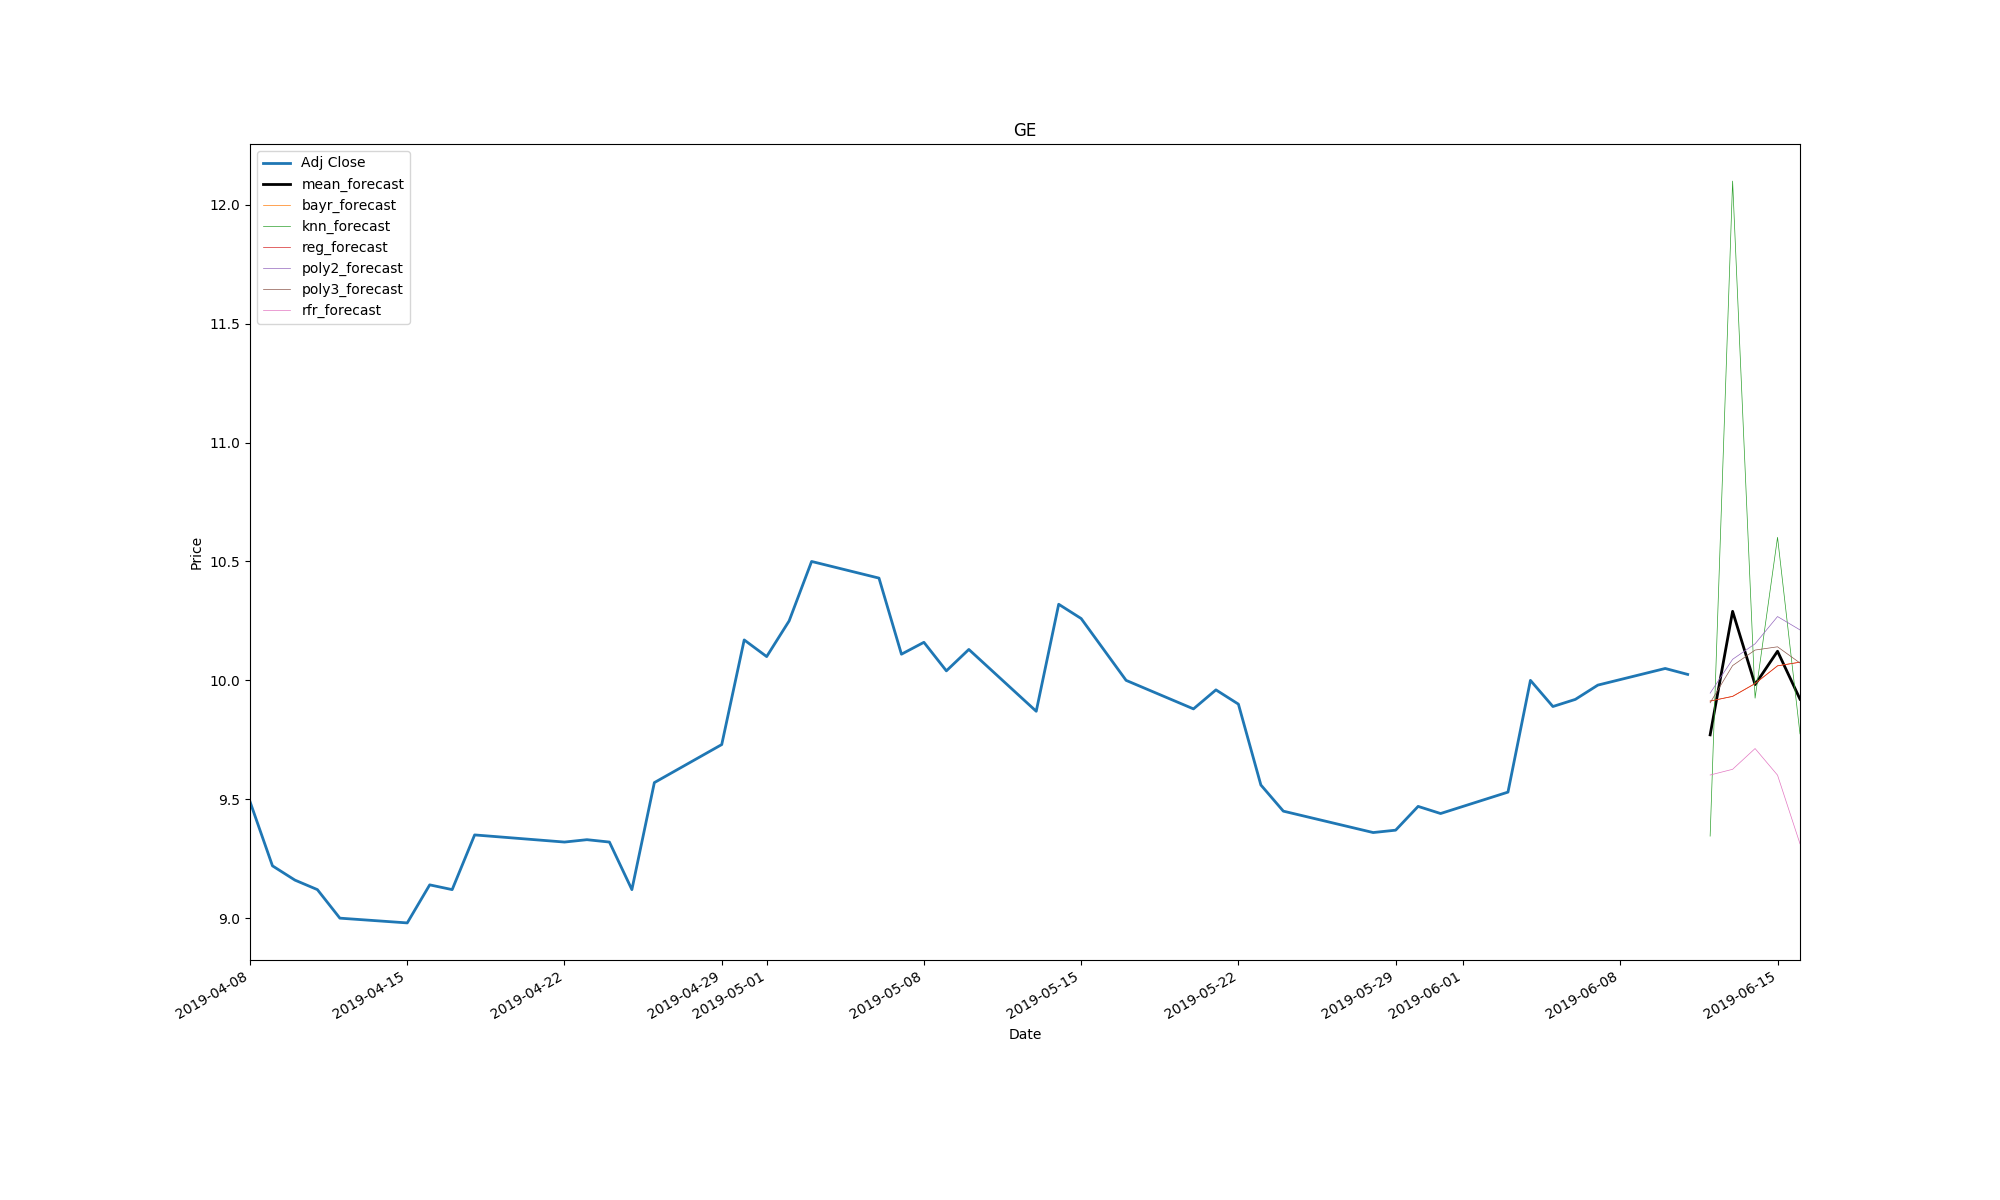 GE
Adj Close
mean_forecast
bayr_forecast
knn_forecast
reg_forecast
poly2_forecast
poly3_forecast
rfr_forecast
12.0
11.5
11.0
10.5
10.0
9.5
9.0
Price
2019-04-08
2019-04-15
2019-04-22
2019-04-29
2019-05-01
2019-05-08
2019-05-15
2019-05-22
2019-05-29
2019-06-01
2019-06-08
2019-06-15
Date